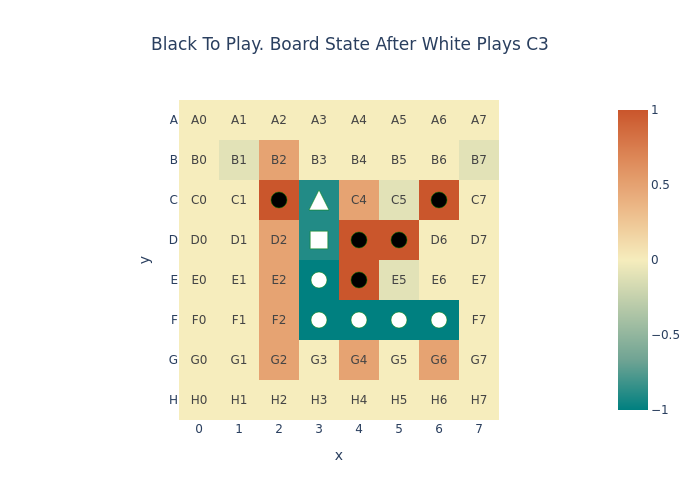 Black To Play. Board State After White Plays C3
A A0 A1 A2 A3 A4 A5 A6 A7
B B0 B1 B2 B3 B4 B5 B6 B7
C C0 C1 C4 C5 C7
D D0 D1 D2 D6 D7
E E0 E1 E2 E5 E6 E7
F F0 F1 F2 F7
G G0 G1 G2 G3 G4 G5 G6 G7
H H0 H1 H2 H3 H4 H5 H6 H7
0 1 2 3 4 5 6 7
x
y
1
0.5
0
−0.5
−1